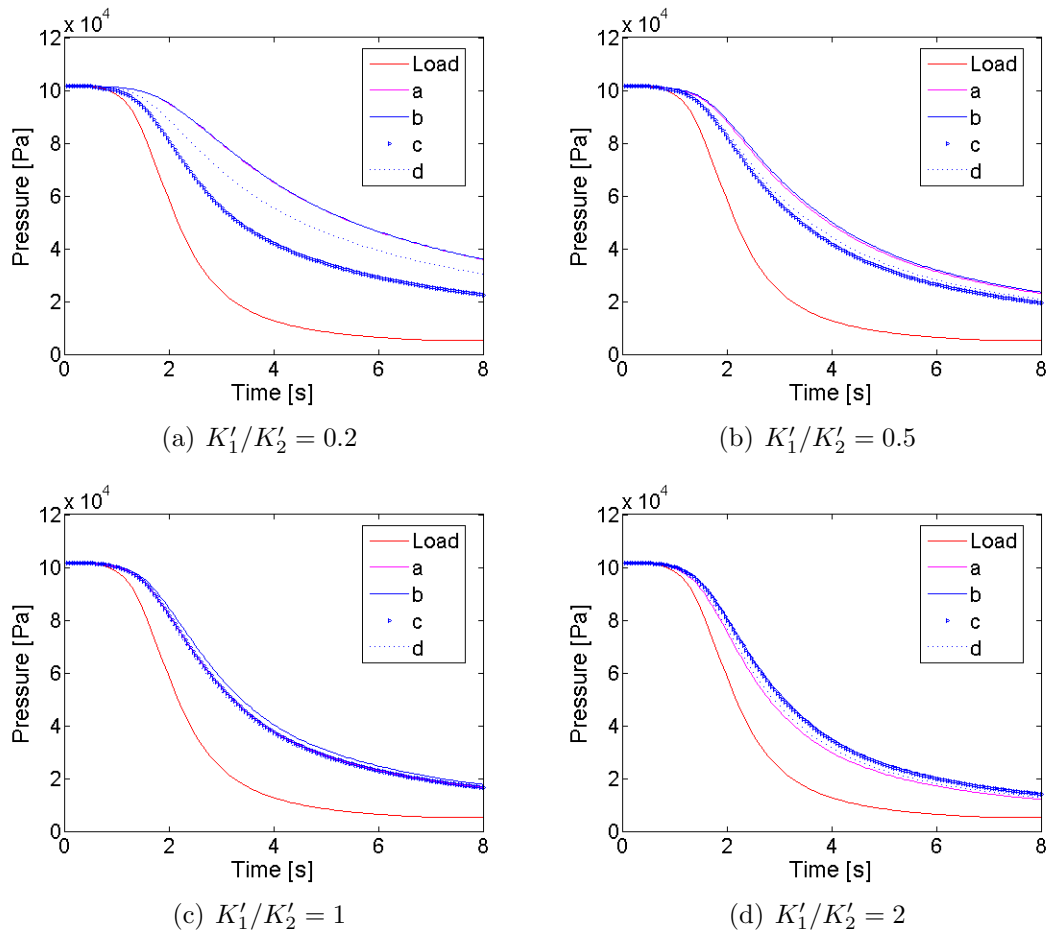 x 10^4
12
10
8
6
4
2
0
Pressure [Pa]
Load
a
b
c
d
0 2 4 6 8
Time [s]
(a) K′₁/K′₂ = 0.2
x 10^4
12
10
8
6
4
2
0
Pressure [Pa]
Load
a
b
c
d
0 2 4 6 8
Time [s]
(b) K′₁/K′₂ = 0.5
x 10^4
12
10
8
6
4
2
0
Pressure [Pa]
Load
a
b
c
d
0 2 4 6 8
Time [s]
(c) K′₁/K′₂ = 1
x 10^4
12
10
8
6
4
2
0
Pressure [Pa]
Load
a
b
c
d
0 2 4 6 8
Time [s]
(d) K′₁/K′₂ = 2